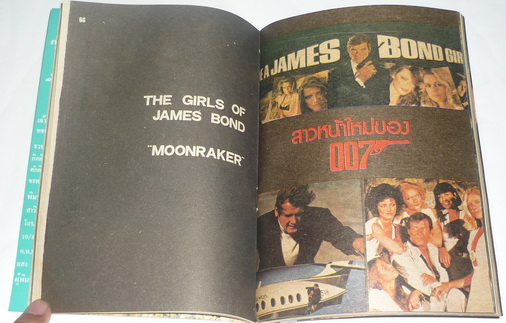 66
THE GIRLS OF
JAMES BOND
"MOONRAKER"
E A JAMES BOND GIR
สาวหน้าใหม่ของ
007